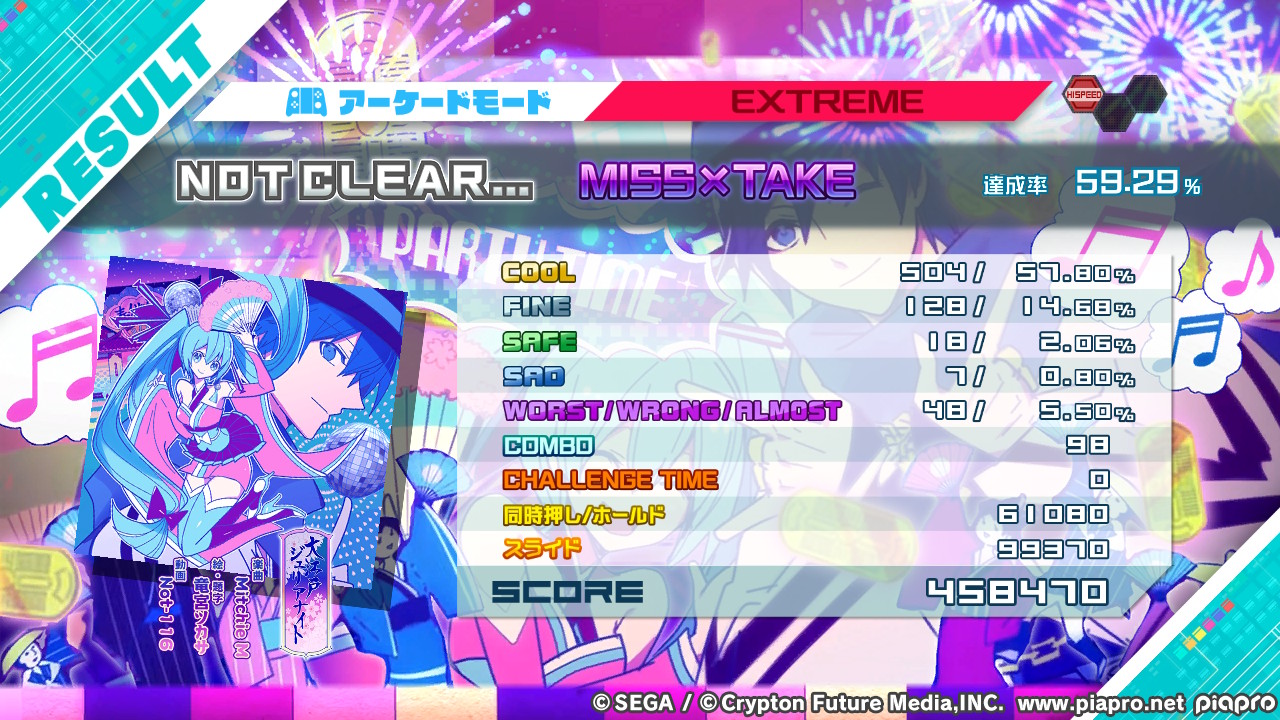 RESULT
アーケードモード
EXTREME
HISPEED
NOT CLEAR...
MISS×TAKE
達成率 59.29%
PARTY TIME
COOL 504/ 57.80%
FINE 128/ 14.68%
SAFE 18/ 2.06%
SAD 7/ 0.80%
WORST/WRONG/ALMOST 48/ 5.50%
COMBO 98
CHALLENGE TIME 0
同時押し/ホールド 61080
スライド 99370
SCORE 458470
大江戸ジュリアナイト
楽曲 Mitchie M
絵・題字 竜宮ツカサ
動画 Not-116
© SEGA / © Crypton Future Media,INC. www.piapro.net piapro